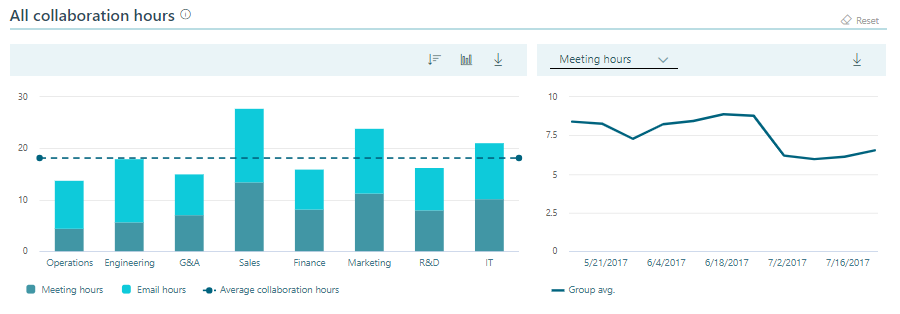 All collaboration hours
Reset
Meeting hours
30
20
10
0
Operations Engineering G&A Sales Finance Marketing R&D IT
Meeting hours Email hours Average collaboration hours
10
7.5
5
2.5
0
5/21/2017 6/4/2017 6/18/2017 7/2/2017 7/16/2017
Group avg.